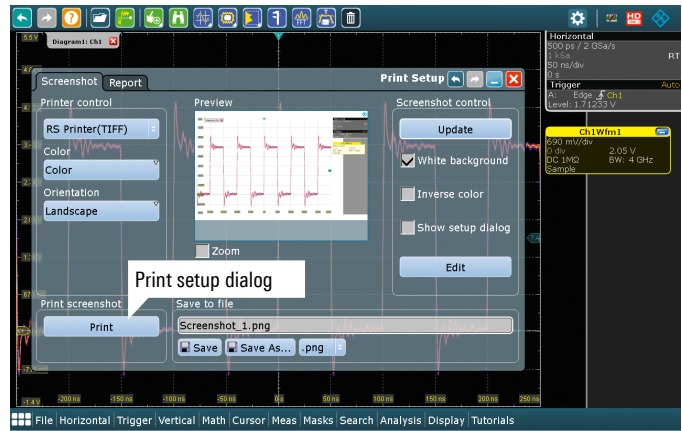 5.5 V
Diagram1: Ch1
Horizontal
500 ps / 2 GSa/s
1 kSa
RT
50 ns/div
0 s
Trigger
Auto
A:
Edge
Ch1
Level: 1.71233 V
Ch1Wfm1
690 mV/div
0 div
2.05 V
DC 1MΩ
BW: 4 GHz
Sample
Screenshot
Report
Print Setup
Printer control
Preview
Screenshot control
RS Printer(TIFF)
Update
Color
White background
Color
Orientation
Inverse color
Landscape
Show setup dialog
Zoom
Edit
Print setup dialog
Print screenshot
Save to file
Print
Screenshot_1.png
Save
Save As...
.png
-1.4 V
-200 ns
-150 ns
-100 ns
-50 ns
0 s
50 ns
100 ns
150 ns
200 ns
250 ns
File
Horizontal
Trigger
Vertical
Math
Cursor
Meas
Masks
Search
Analysis
Display
Tutorials